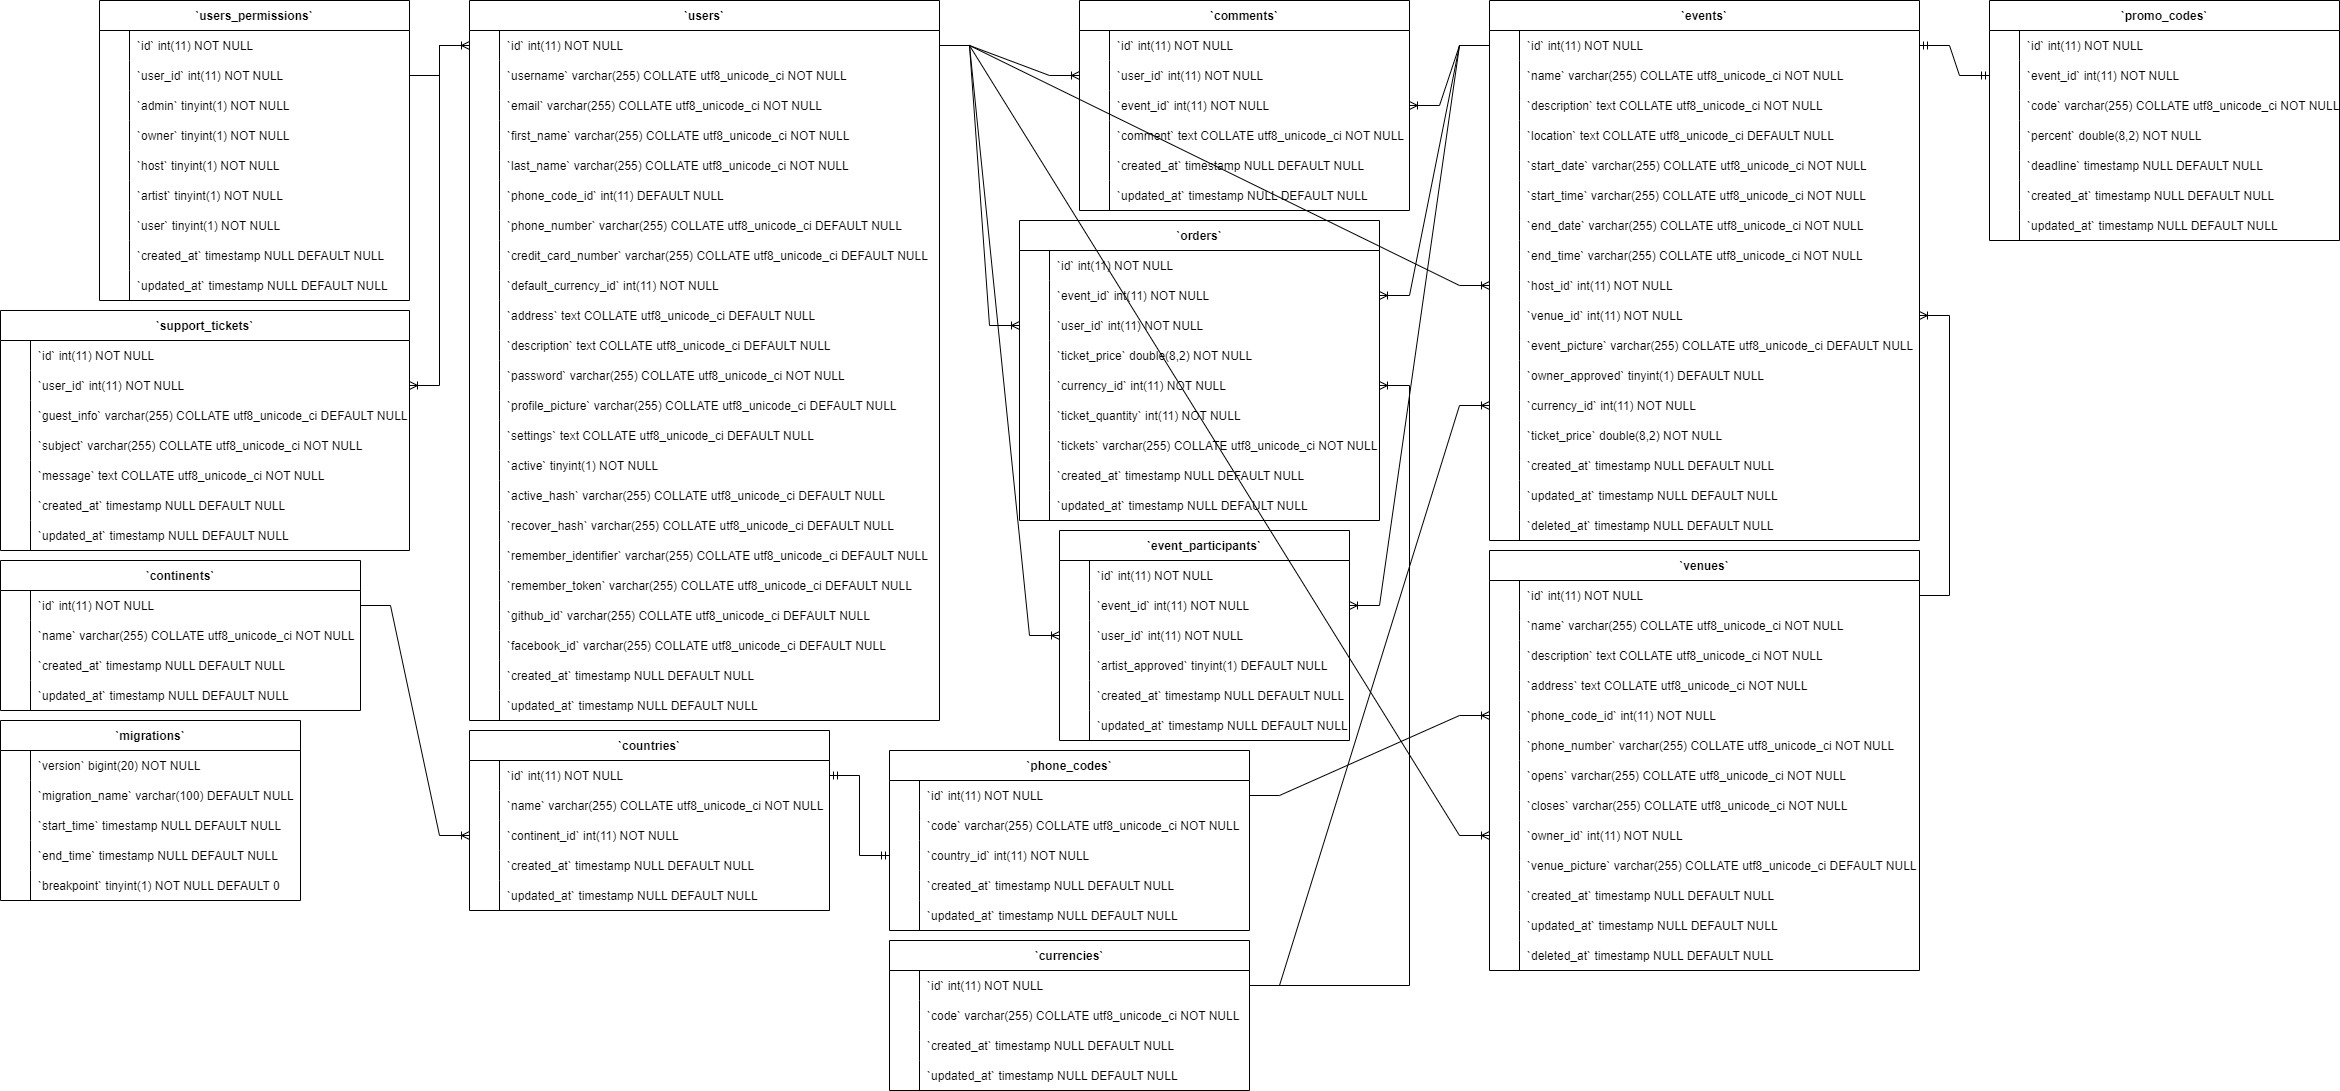 `users_permissions`
`id` int(11) NOT NULL
`user_id` int(11) NOT NULL
`admin` tinyint(1) NOT NULL
`owner` tinyint(1) NOT NULL
`host` tinyint(1) NOT NULL
`artist` tinyint(1) NOT NULL
`user` tinyint(1) NOT NULL
`created_at` timestamp NULL DEFAULT NULL
`updated_at` timestamp NULL DEFAULT NULL
`support_tickets`
`id` int(11) NOT NULL
`user_id` int(11) NOT NULL
`guest_info` varchar(255) COLLATE utf8_unicode_ci DEFAULT NULL
`subject` varchar(255) COLLATE utf8_unicode_ci NOT NULL
`message` text COLLATE utf8_unicode_ci NOT NULL
`created_at` timestamp NULL DEFAULT NULL
`updated_at` timestamp NULL DEFAULT NULL
`continents`
`id` int(11) NOT NULL
`name` varchar(255) COLLATE utf8_unicode_ci NOT NULL
`created_at` timestamp NULL DEFAULT NULL
`updated_at` timestamp NULL DEFAULT NULL
`migrations`
`version` bigint(20) NOT NULL
`migration_name` varchar(100) DEFAULT NULL
`start_time` timestamp NULL DEFAULT NULL
`end_time` timestamp NULL DEFAULT NULL
`breakpoint` tinyint(1) NOT NULL DEFAULT 0
`users`
`id` int(11) NOT NULL
`username` varchar(255) COLLATE utf8_unicode_ci NOT NULL
`email` varchar(255) COLLATE utf8_unicode_ci NOT NULL
`first_name` varchar(255) COLLATE utf8_unicode_ci NOT NULL
`last_name` varchar(255) COLLATE utf8_unicode_ci NOT NULL
`phone_code_id` int(11) DEFAULT NULL
`phone_number` varchar(255) COLLATE utf8_unicode_ci DEFAULT NULL
`credit_card_number` varchar(255) COLLATE utf8_unicode_ci DEFAULT NULL
`default_currency_id` int(11) NOT NULL
`address` text COLLATE utf8_unicode_ci DEFAULT NULL
`description` text COLLATE utf8_unicode_ci DEFAULT NULL
`password` varchar(255) COLLATE utf8_unicode_ci NOT NULL
`profile_picture` varchar(255) COLLATE utf8_unicode_ci DEFAULT NULL
`settings` text COLLATE utf8_unicode_ci DEFAULT NULL
`active` tinyint(1) NOT NULL
`active_hash` varchar(255) COLLATE utf8_unicode_ci DEFAULT NULL
`recover_hash` varchar(255) COLLATE utf8_unicode_ci DEFAULT NULL
`remember_identifier` varchar(255) COLLATE utf8_unicode_ci DEFAULT NULL
`remember_token` varchar(255) COLLATE utf8_unicode_ci DEFAULT NULL
`github_id` varchar(255) COLLATE utf8_unicode_ci DEFAULT NULL
`facebook_id` varchar(255) COLLATE utf8_unicode_ci DEFAULT NULL
`created_at` timestamp NULL DEFAULT NULL
`updated_at` timestamp NULL DEFAULT NULL
`countries`
`id` int(11) NOT NULL
`name` varchar(255) COLLATE utf8_unicode_ci NOT NULL
`continent_id` int(11) NOT NULL
`created_at` timestamp NULL DEFAULT NULL
`updated_at` timestamp NULL DEFAULT NULL
`comments`
`id` int(11) NOT NULL
`user_id` int(11) NOT NULL
`event_id` int(11) NOT NULL
`comment` text COLLATE utf8_unicode_ci NOT NULL
`created_at` timestamp NULL DEFAULT NULL
`updated_at` timestamp NULL DEFAULT NULL
`orders`
`id` int(11) NOT NULL
`event_id` int(11) NOT NULL
`user_id` int(11) NOT NULL
`ticket_price` double(8,2) NOT NULL
`currency_id` int(11) NOT NULL
`ticket_quantity` int(11) NOT NULL
`tickets` varchar(255) COLLATE utf8_unicode_ci NOT NULL
`created_at` timestamp NULL DEFAULT NULL
`updated_at` timestamp NULL DEFAULT NULL
`event_participants`
`id` int(11) NOT NULL
`event_id` int(11) NOT NULL
`user_id` int(11) NOT NULL
`artist_approved` tinyint(1) DEFAULT NULL
`created_at` timestamp NULL DEFAULT NULL
`updated_at` timestamp NULL DEFAULT NULL
`phone_codes`
`id` int(11) NOT NULL
`code` varchar(255) COLLATE utf8_unicode_ci NOT NULL
`country_id` int(11) NOT NULL
`created_at` timestamp NULL DEFAULT NULL
`updated_at` timestamp NULL DEFAULT NULL
`currencies`
`id` int(11) NOT NULL
`code` varchar(255) COLLATE utf8_unicode_ci NOT NULL
`created_at` timestamp NULL DEFAULT NULL
`updated_at` timestamp NULL DEFAULT NULL
`events`
`id` int(11) NOT NULL
`name` varchar(255) COLLATE utf8_unicode_ci NOT NULL
`description` text COLLATE utf8_unicode_ci NOT NULL
`location` text COLLATE utf8_unicode_ci DEFAULT NULL
`start_date` varchar(255) COLLATE utf8_unicode_ci NOT NULL
`start_time` varchar(255) COLLATE utf8_unicode_ci NOT NULL
`end_date` varchar(255) COLLATE utf8_unicode_ci NOT NULL
`end_time` varchar(255) COLLATE utf8_unicode_ci NOT NULL
`host_id` int(11) NOT NULL
`venue_id` int(11) NOT NULL
`event_picture` varchar(255) COLLATE utf8_unicode_ci DEFAULT NULL
`owner_approved` tinyint(1) DEFAULT NULL
`currency_id` int(11) NOT NULL
`ticket_price` double(8,2) NOT NULL
`created_at` timestamp NULL DEFAULT NULL
`updated_at` timestamp NULL DEFAULT NULL
`deleted_at` timestamp NULL DEFAULT NULL
`venues`
`id` int(11) NOT NULL
`name` varchar(255) COLLATE utf8_unicode_ci NOT NULL
`description` text COLLATE utf8_unicode_ci NOT NULL
`address` text COLLATE utf8_unicode_ci NOT NULL
`phone_code_id` int(11) NOT NULL
`phone_number` varchar(255) COLLATE utf8_unicode_ci NOT NULL
`opens` varchar(255) COLLATE utf8_unicode_ci NOT NULL
`closes` varchar(255) COLLATE utf8_unicode_ci NOT NULL
`owner_id` int(11) NOT NULL
`venue_picture` varchar(255) COLLATE utf8_unicode_ci DEFAULT NULL
`created_at` timestamp NULL DEFAULT NULL
`updated_at` timestamp NULL DEFAULT NULL
`deleted_at` timestamp NULL DEFAULT NULL
`promo_codes`
`id` int(11) NOT NULL
`event_id` int(11) NOT NULL
`code` varchar(255) COLLATE utf8_unicode_ci NOT NULL
`percent` double(8,2) NOT NULL
`deadline` timestamp NULL DEFAULT NULL
`created_at` timestamp NULL DEFAULT NULL
`updated_at` timestamp NULL DEFAULT NULL